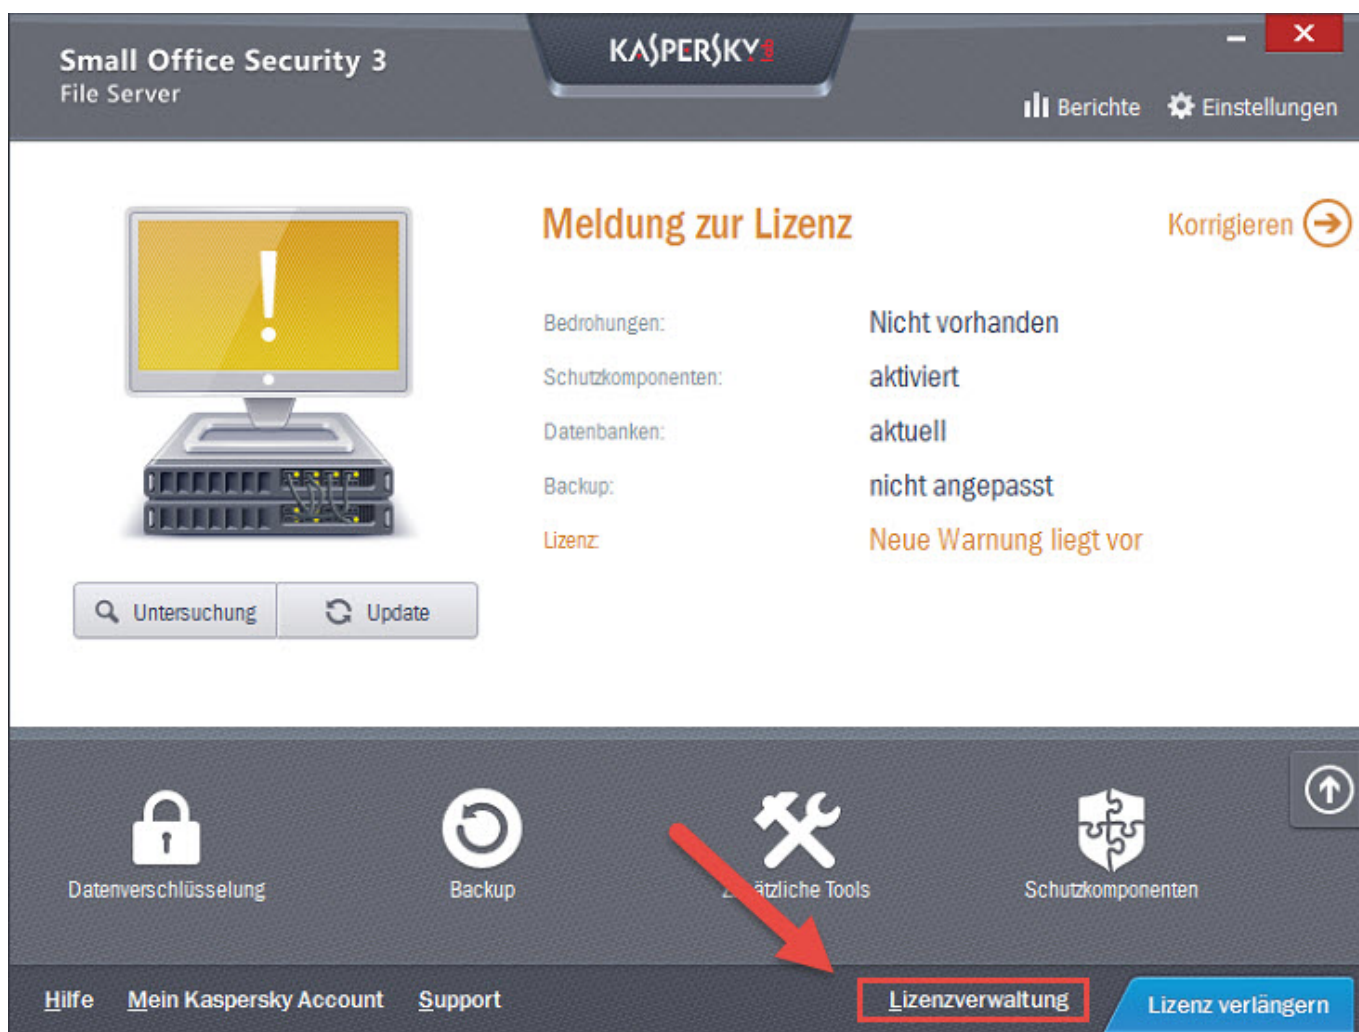 Small Office Security 3
File Server
KASPERSKY
Berichte
Einstellungen
Meldung zur Lizenz
Korrigieren
Bedrohungen: Nicht vorhanden
Schutzkomponenten: aktiviert
Datenbanken: aktuell
Backup: nicht angepasst
Lizenz: Neue Warnung liegt vor
Untersuchung
Update
Datenverschlüsselung
Backup
Tools
Schutzkomponenten
Hilfe
Mein Kaspersky Account
Support
Lizenzverwaltung
Lizenz verlängern